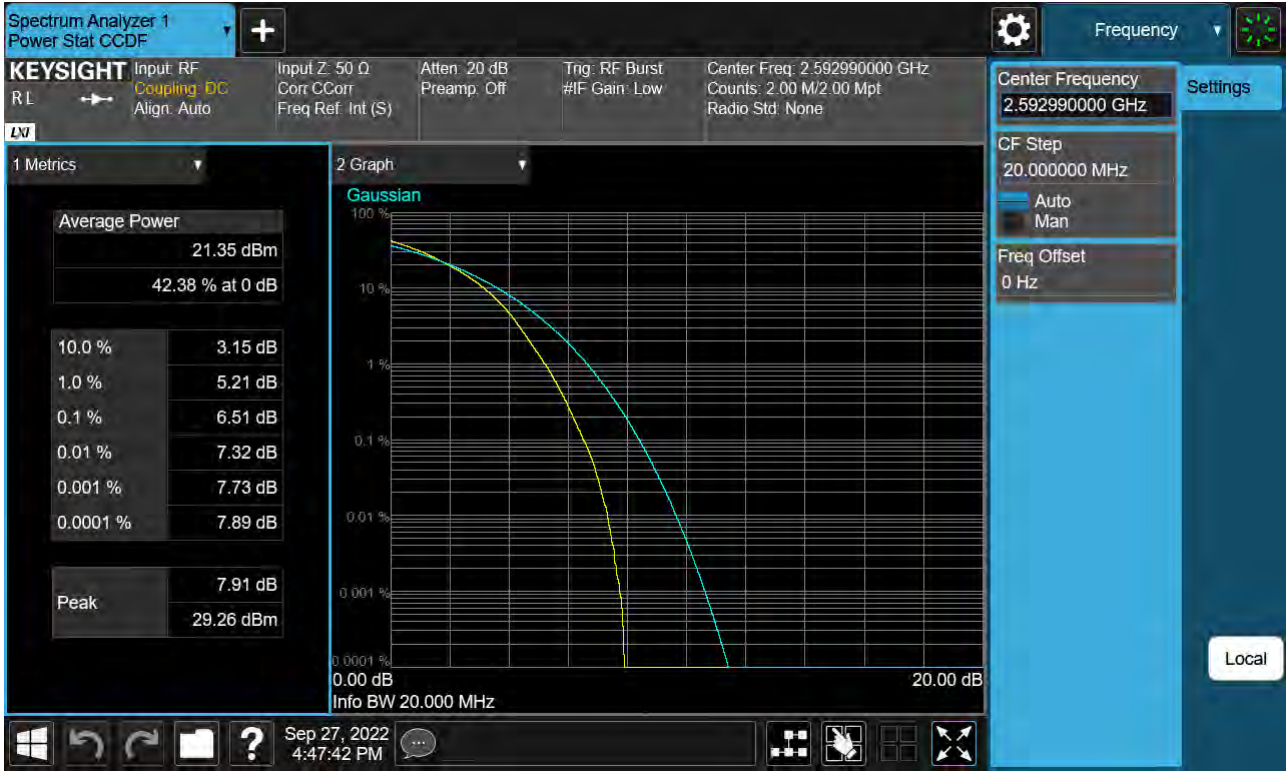 Spectrum Analyzer 1
Power Stat CCDF
Frequency
KEYSIGHT
R L
LXI
Input: RF
Coupling: DC
Align: Auto
Input Z: 50 Ω
Corr CCorr
Freq Ref: Int (S)
Atten: 20 dB
Preamp: Off
Trig: RF Burst
#IF Gain: Low
Center Freq: 2.592990000 GHz
Counts: 2.00 M/2.00 Mpt
Radio Std: None
1 Metrics
Average Power
21.35 dBm
42.38 % at 0 dB
10.0 % 3.15 dB
1.0 % 5.21 dB
0.1 % 6.51 dB
0.01 % 7.32 dB
0.001 % 7.73 dB
0.0001 % 7.89 dB
Peak
7.91 dB
29.26 dBm
2 Graph
Gaussian
100 %
10 %
1 %
0.1 %
0.01 %
0.001 %
0.0001 %
0.00 dB 20.00 dB
Info BW 20.000 MHz
Center Frequency
2.592990000 GHz
CF Step
20.000000 MHz
Auto
Man
Freq Offset
0 Hz
Settings
Local
?
Sep 27, 2022
4:47:42 PM